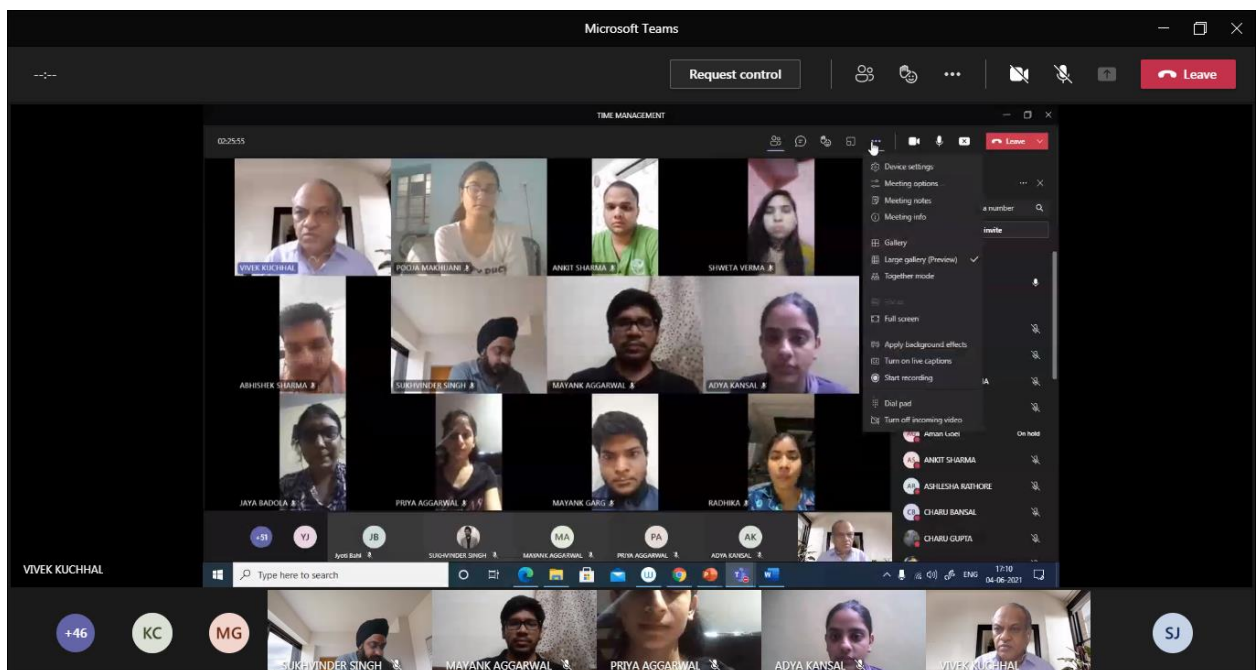 Microsoft Teams
--:--
Request control
Leave
TIME MANAGEMENT
02:25:55
Leave
Device settings
Meeting options
Meeting notes
a number
Meeting info
invite
Gallery
Large gallery (Preview)
Together mode
Full screen
Apply background effects
Turn on live captions
Start recording
Dial pad
Turn off incoming video
VIVEK KUCHHAL
POOJA MAKHIJANI
ANKIT SHARMA
SHWETA VERMA
ABHISHEK SHARMA
SUKHVINDER SINGH
MAYANK AGGARWAL
ADYA KANSAL
JAYA BADOLA
PRIYA AGGARWAL
MAYANK GARG
RADHIKA
Aman Goel
On hold
AS ANKIT SHARMA
AR ASHLESHA RATHORE
CB CHARU BANSAL
CHARU GUPTA
+51
YJ
JB
MA
PA
AK
Jyoti Bahl
SUKHVINDER SINGH
MAYANK AGGARWAL
PRIYA AGGARWAL
ADYA KANSAL
VIVEK KUCHHAL
Type here to search
ENG
17:10
04-06-2021
+46
KC
MG
SJ
SUKHVINDER SINGH
MAYANK AGGARWAL
PRIYA AGGARWAL
ADYA KANSAL
VIVEK KUCHHAL